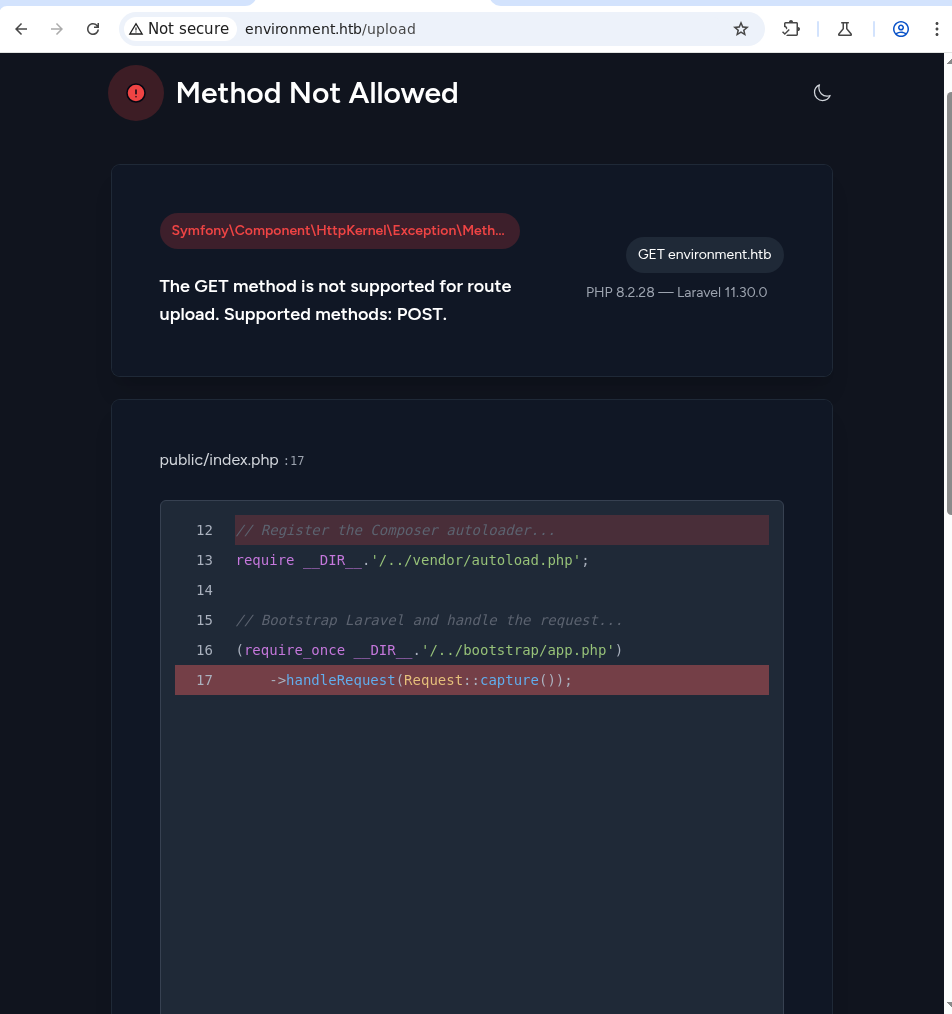 Not secure environment.htb/upload
Method Not Allowed
Symfony\Component\HttpKernel\Exception\Meth...
GET environment.htb
The GET method is not supported for route
upload. Supported methods: POST.
PHP 8.2.28 — Laravel 11.30.0
public/index.php :17
12 // Register the Composer autoloader...
13 require __DIR__.'/../vendor/autoload.php';
14
15 // Bootstrap Laravel and handle the request...
16 (require_once __DIR__.'/../bootstrap/app.php')
17     ->handleRequest(Request::capture());